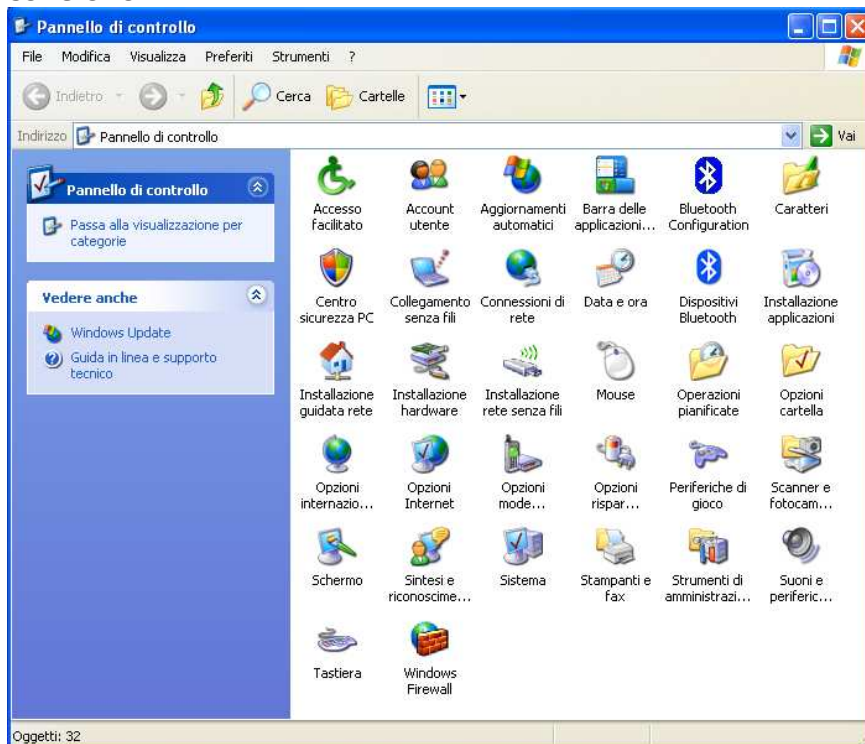 Pannello di controllo
File Modifica Visualizza Preferiti Strumenti ?
Indietro Cerca Cartelle
Indirizzo Pannello di controllo Vai
Pannello di controllo
Passa alla visualizzazione per
categorie
Vedere anche
Windows Update
Guida in linea e supporto
tecnico
Accesso
facilitato
Account
utente
Aggiornamenti
automatici
Barra delle
applicazioni...
Bluetooth
Configuration
Caratteri
Centro
sicurezza PC
Collegamento
senza fili
Connessioni di
rete
Data e ora
Dispositivi
Bluetooth
Installazione
applicazioni
Installazione
guidata rete
Installazione
hardware
Installazione
rete senza fili
Mouse
Operazioni
pianificate
Opzioni
cartella
Opzioni
internazio...
Opzioni
Internet
Opzioni
mode...
Opzioni
rispar...
Periferiche di
gioco
Scanner e
fotocam...
Schermo
Sintesi e
riconoscime...
Sistema
Stampanti e
fax
Strumenti di
amministrazi...
Suoni e
periferic...
Tastiera
Windows
Firewall
Oggetti: 32